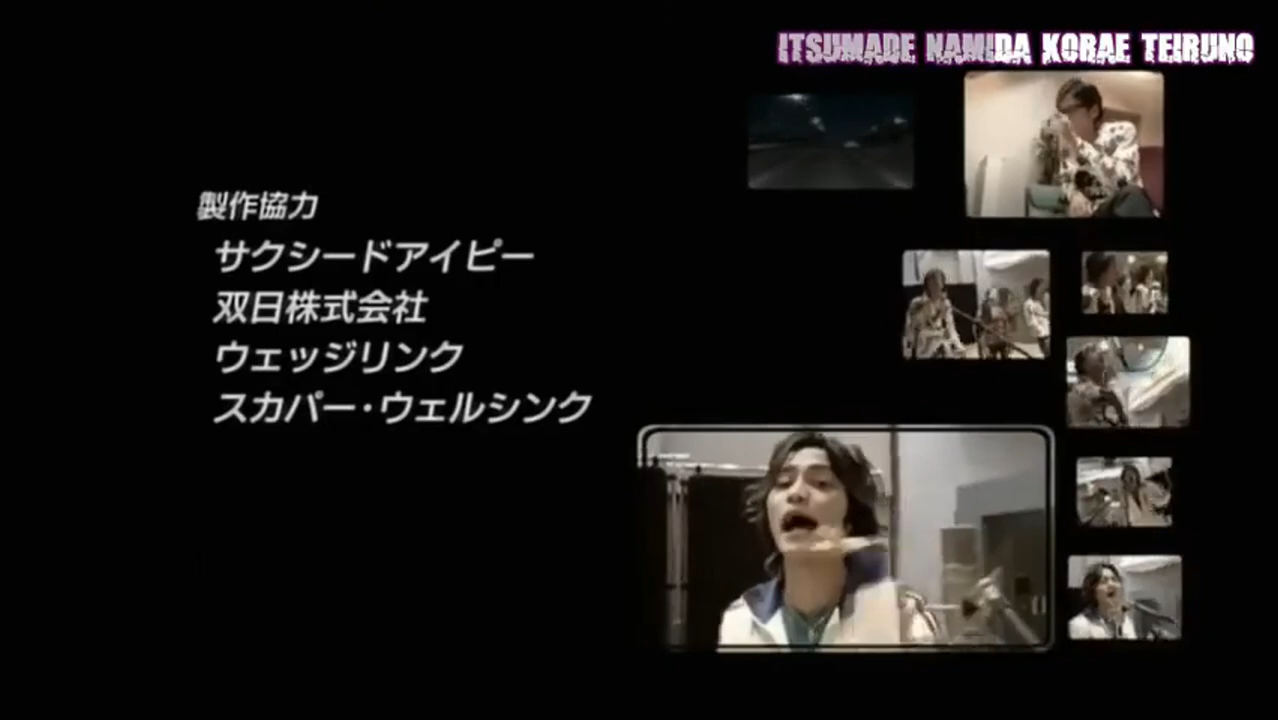 ITSUMADE NAMIDA KORAE TEIRUNO
製作協力
サクシードアイピー
双日株式会社
ウェッジリンク
スカパー・ウェルシンク